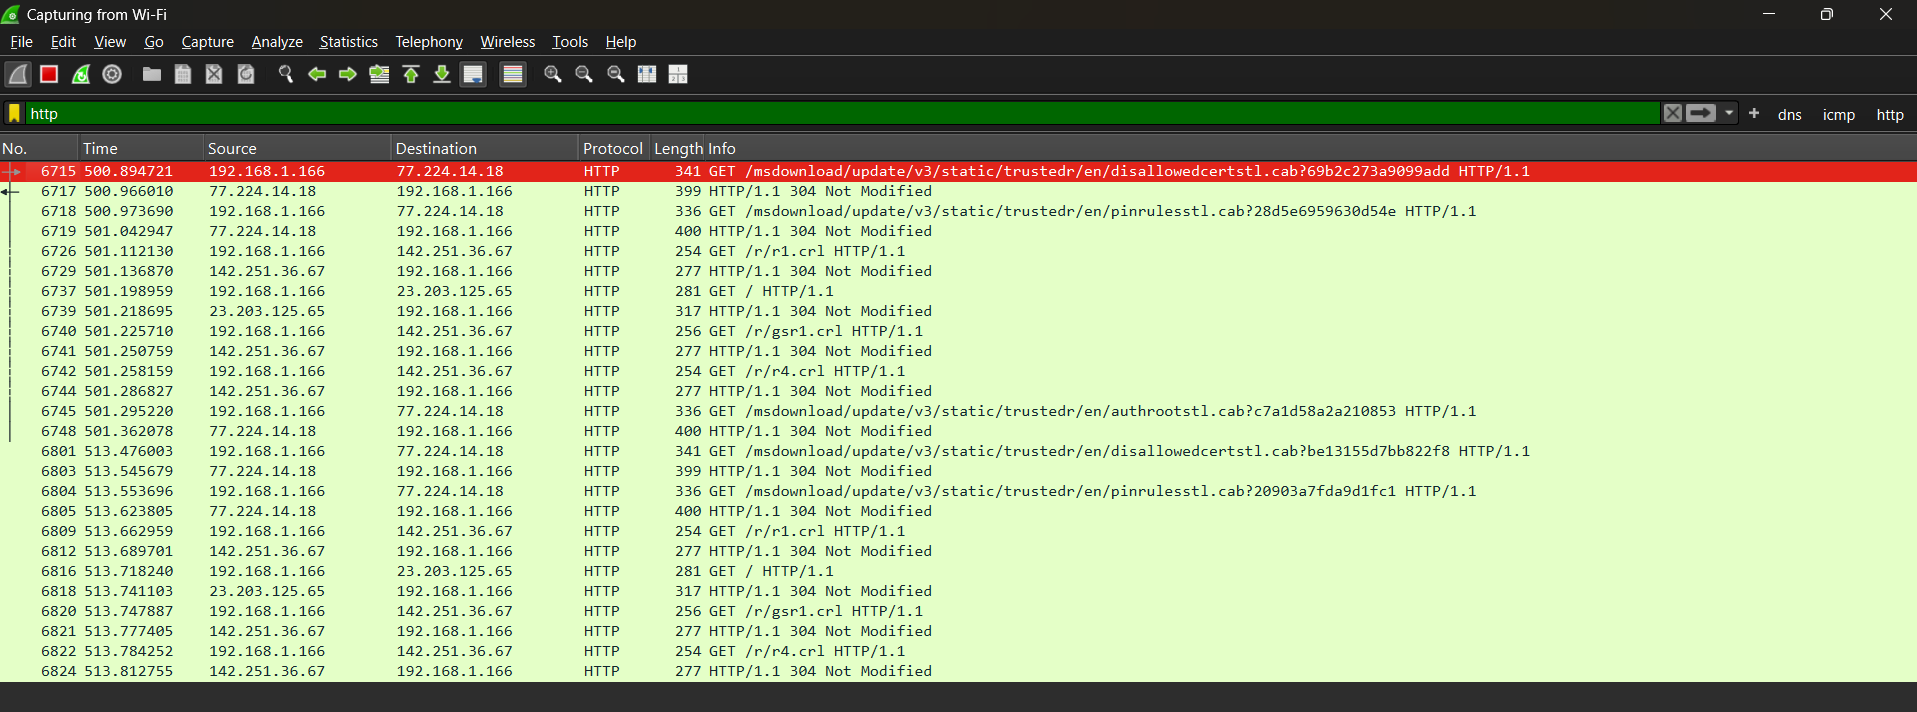 Capturing from Wi-Fi
File Edit View Go Capture Analyze Statistics Telephony Wireless Tools Help
http + dns icmp http
No. Time Source Destination Protocol Length Info
6715 500.894721 192.168.1.166 77.224.14.18 HTTP 341 GET /msdownload/update/v3/static/trustedr/en/disallowedcertstl.cab?69b2c273a9099add HTTP/1.1
6717 500.966010 77.224.14.18 192.168.1.166 HTTP 399 HTTP/1.1 304 Not Modified
6718 500.973690 192.168.1.166 77.224.14.18 HTTP 336 GET /msdownload/update/v3/static/trustedr/en/pinrulesstl.cab?28d5e6959630d54e HTTP/1.1
6719 501.042947 77.224.14.18 192.168.1.166 HTTP 400 HTTP/1.1 304 Not Modified
6726 501.112130 192.168.1.166 142.251.36.67 HTTP 254 GET /r/r1.crl HTTP/1.1
6729 501.136870 142.251.36.67 192.168.1.166 HTTP 277 HTTP/1.1 304 Not Modified
6737 501.198959 192.168.1.166 23.203.125.65 HTTP 281 GET / HTTP/1.1
6739 501.218695 23.203.125.65 192.168.1.166 HTTP 317 HTTP/1.1 304 Not Modified
6740 501.225710 192.168.1.166 142.251.36.67 HTTP 256 GET /r/gsr1.crl HTTP/1.1
6741 501.250759 142.251.36.67 192.168.1.166 HTTP 277 HTTP/1.1 304 Not Modified
6742 501.258159 192.168.1.166 142.251.36.67 HTTP 254 GET /r/r4.crl HTTP/1.1
6744 501.286827 142.251.36.67 192.168.1.166 HTTP 277 HTTP/1.1 304 Not Modified
6745 501.295220 192.168.1.166 77.224.14.18 HTTP 336 GET /msdownload/update/v3/static/trustedr/en/authrootstl.cab?c7a1d58a2a210853 HTTP/1.1
6748 501.362078 77.224.14.18 192.168.1.166 HTTP 400 HTTP/1.1 304 Not Modified
6801 513.476003 192.168.1.166 77.224.14.18 HTTP 341 GET /msdownload/update/v3/static/trustedr/en/disallowedcertstl.cab?be13155d7bb822f8 HTTP/1.1
6803 513.545679 77.224.14.18 192.168.1.166 HTTP 399 HTTP/1.1 304 Not Modified
6804 513.553696 192.168.1.166 77.224.14.18 HTTP 336 GET /msdownload/update/v3/static/trustedr/en/pinrulesstl.cab?20903a7fda9d1fc1 HTTP/1.1
6805 513.623805 77.224.14.18 192.168.1.166 HTTP 400 HTTP/1.1 304 Not Modified
6809 513.662959 192.168.1.166 142.251.36.67 HTTP 254 GET /r/r1.crl HTTP/1.1
6812 513.689701 142.251.36.67 192.168.1.166 HTTP 277 HTTP/1.1 304 Not Modified
6816 513.718240 192.168.1.166 23.203.125.65 HTTP 281 GET / HTTP/1.1
6818 513.741103 23.203.125.65 192.168.1.166 HTTP 317 HTTP/1.1 304 Not Modified
6820 513.747887 192.168.1.166 142.251.36.67 HTTP 256 GET /r/gsr1.crl HTTP/1.1
6821 513.777405 142.251.36.67 192.168.1.166 HTTP 277 HTTP/1.1 304 Not Modified
6822 513.784252 192.168.1.166 142.251.36.67 HTTP 254 GET /r/r4.crl HTTP/1.1
6824 513.812755 142.251.36.67 192.168.1.166 HTTP 277 HTTP/1.1 304 Not Modified